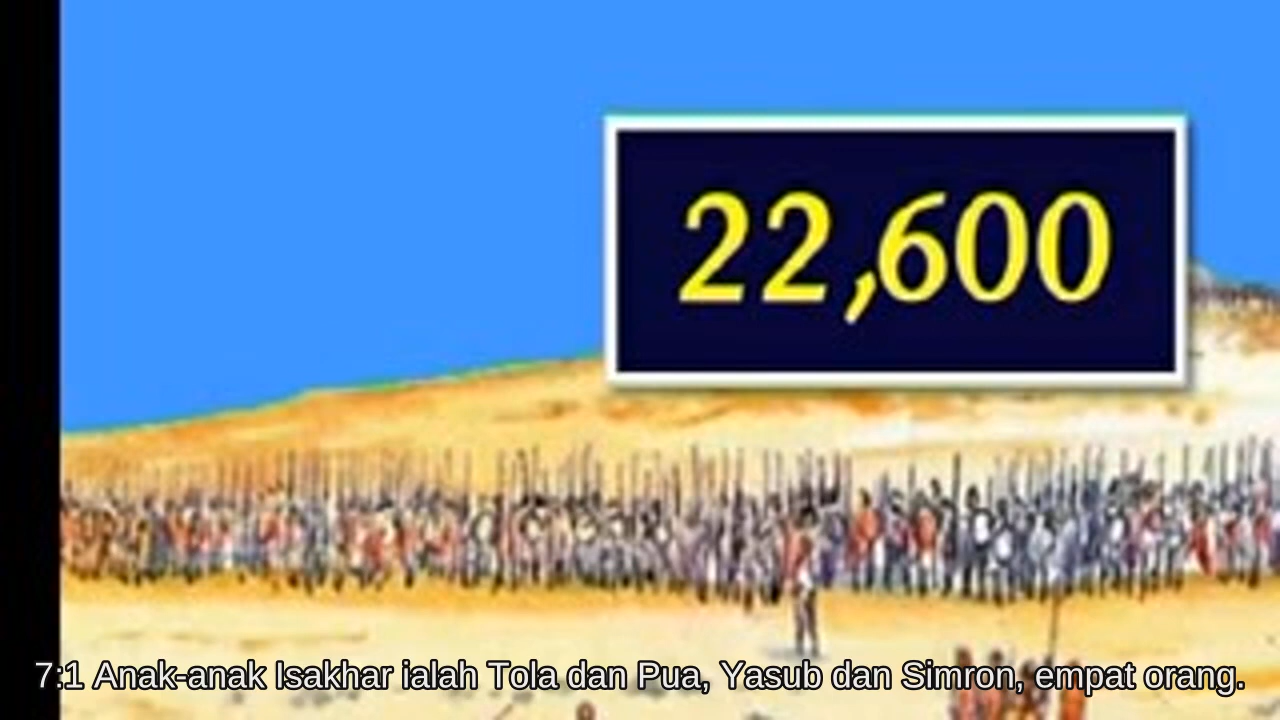 22,600
7:1 Anak-anak Isakhar ialah Tola dan Pua, Yasub dan Simron, empat orang.